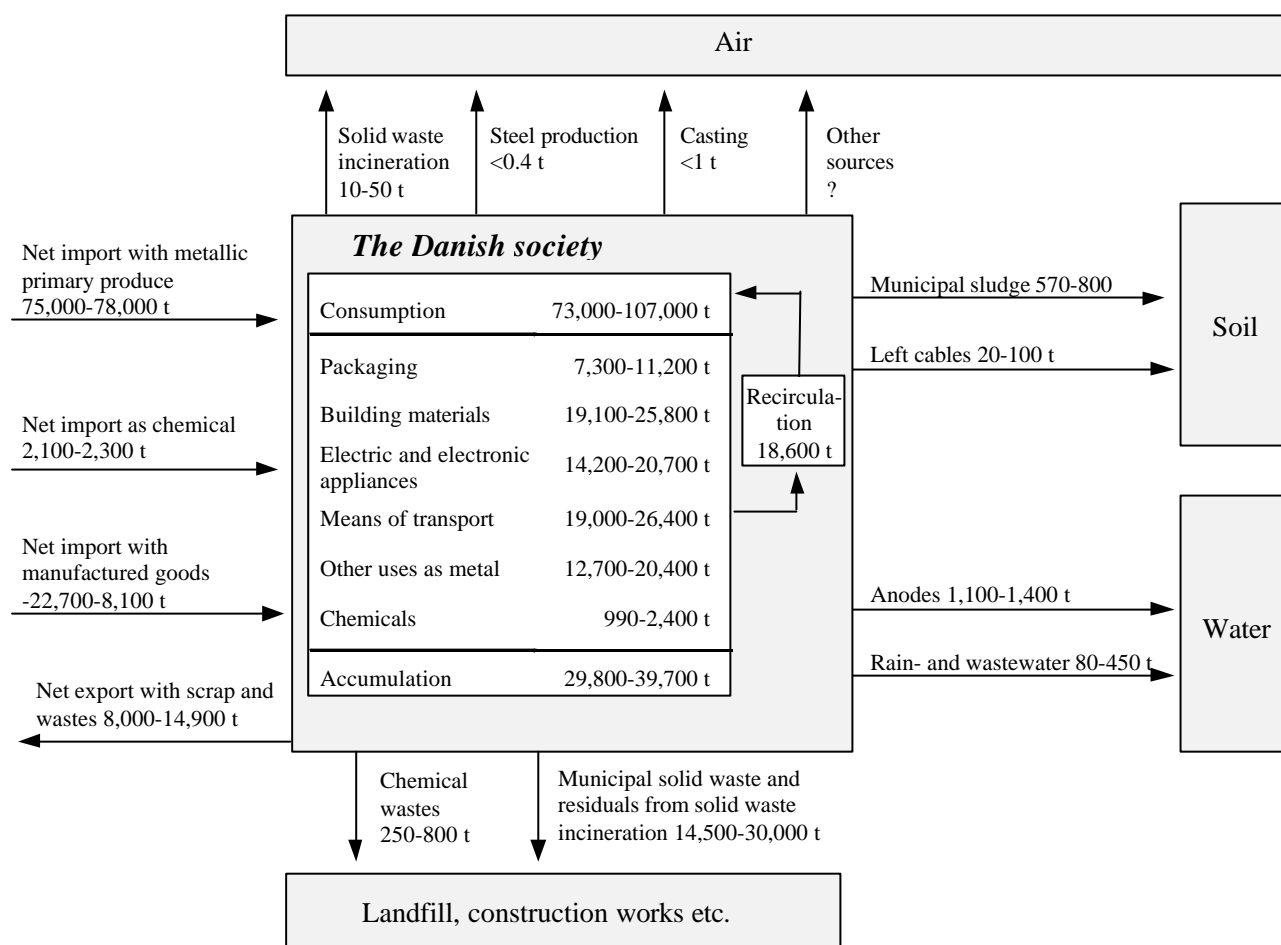 Air
Solid waste
incineration
10-50 t
Steel production
<0.4 t
Casting
<1 t
Other
sources
?
Net import with metallic
primary produce
75,000-78,000 t
Net import as chemical
2,100-2,300 t
Net import with
manufactured goods
-22,700-8,100 t
Net export with scrap and
wastes 8,000-14,900 t
The Danish society
Consumption 73,000-107,000 t
Packaging 7,300-11,200 t
Building materials 19,100-25,800 t
Electric and electronic
appliances 14,200-20,700 t
Means of transport 19,000-26,400 t
Other uses as metal 12,700-20,400 t
Chemicals 990-2,400 t
Accumulation 29,800-39,700 t
Recircula-
tion
18,600 t
Municipal sludge 570-800
Left cables 20-100 t
Soil
Anodes 1,100-1,400 t
Rain- and wastewater 80-450 t
Water
Chemical
wastes
250-800 t
Municipal solid waste and
residuals from solid waste
incineration 14,500-30,000 t
Landfill, construction works etc.